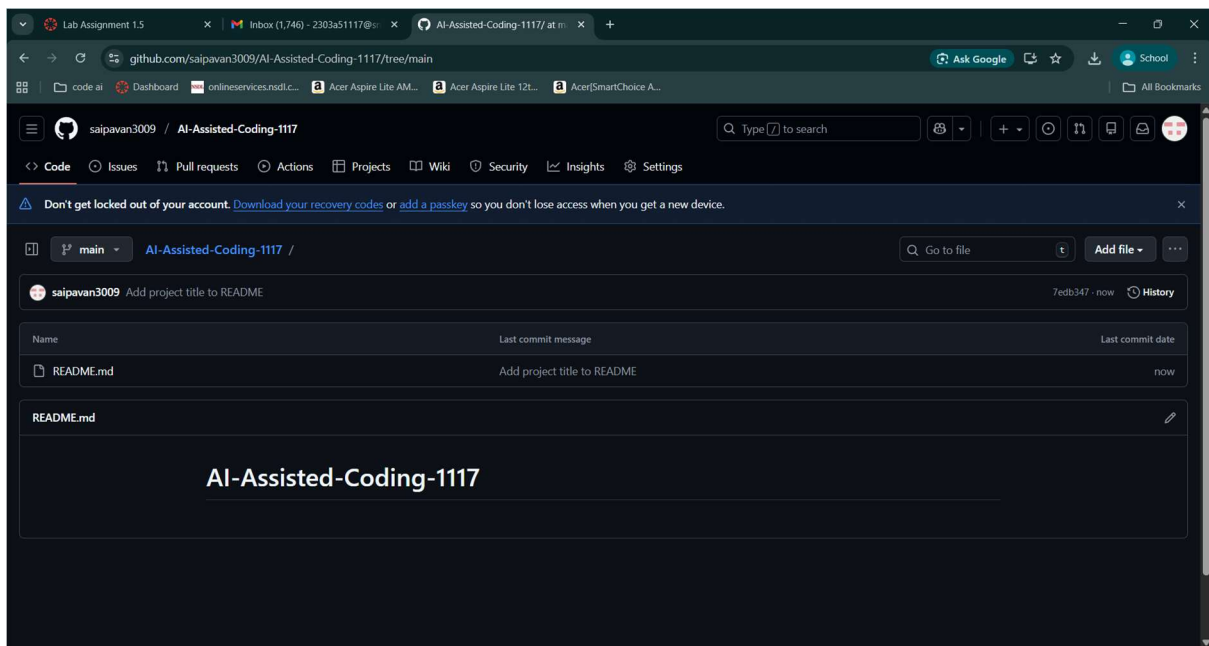 Lab Assignment 1.5
Inbox (1,746) - 2303a51117@sr
AI-Assisted-Coding-1117/ at m
github.com/saipavan3009/AI-Assisted-Coding-1117/tree/main
Ask Google
School
code ai
Dashboard
onlineservices.nsdl.c...
Acer Aspire Lite AM...
Acer Aspire Lite 12t...
Acer{SmartChoice A...
All Bookmarks
saipavan3009 / AI-Assisted-Coding-1117
Type / to search
Code Issues Pull requests Actions Projects Wiki Security Insights Settings
Don't get locked out of your account. Download your recovery codes or add a passkey so you don't lose access when you get a new device.
main
AI-Assisted-Coding-1117 /
Go to file
t
Add file
saipavan3009 Add project title to README
7edb347 · now
History
Name Last commit message Last commit date
README.md Add project title to README now
README.md
AI-Assisted-Coding-1117